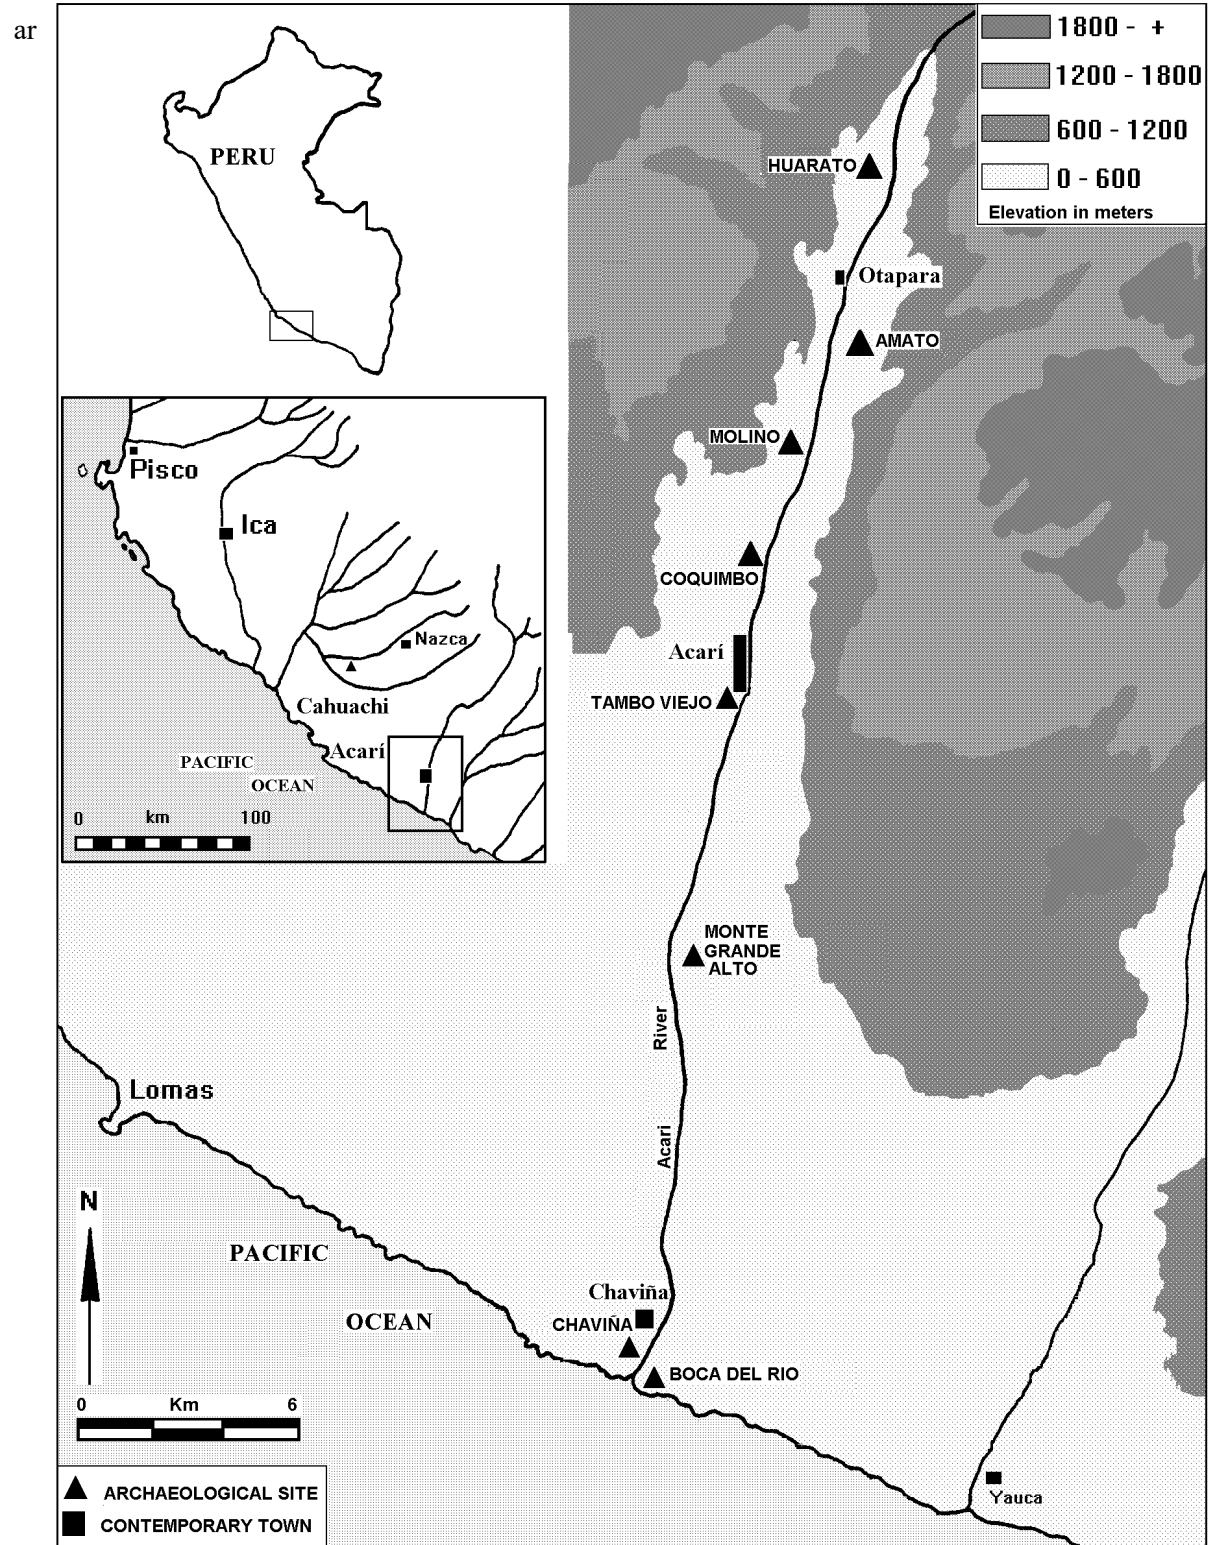 ar
PERU
1800 - +
1200 - 1800
600 - 1200
0 - 600
Elevation in meters
HUARATO
Otapara
AMATO
MOLINO
COQUIMBO
Acarí
TAMBO VIEJO
MONTE
GRANDE
ALTO
River
Acari
Pisco
Ica
Nazca
Cahuachi
Acarí
PACIFIC
OCEAN
0 km 100
Lomas
N
PACIFIC
OCEAN
Chaviña
CHAVIÑA
BOCA DEL RIO
0 Km 6
Yauca
ARCHAEOLOGICAL SITE
CONTEMPORARY TOWN